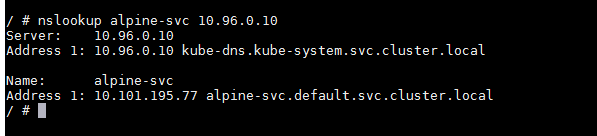 / # nslookup alpine-svc 10.96.0.10
Server:    10.96.0.10
Address 1: 10.96.0.10 kube-dns.kube-system.svc.cluster.local

Name:      alpine-svc
Address 1: 10.101.195.77 alpine-svc.default.svc.cluster.local
/ #